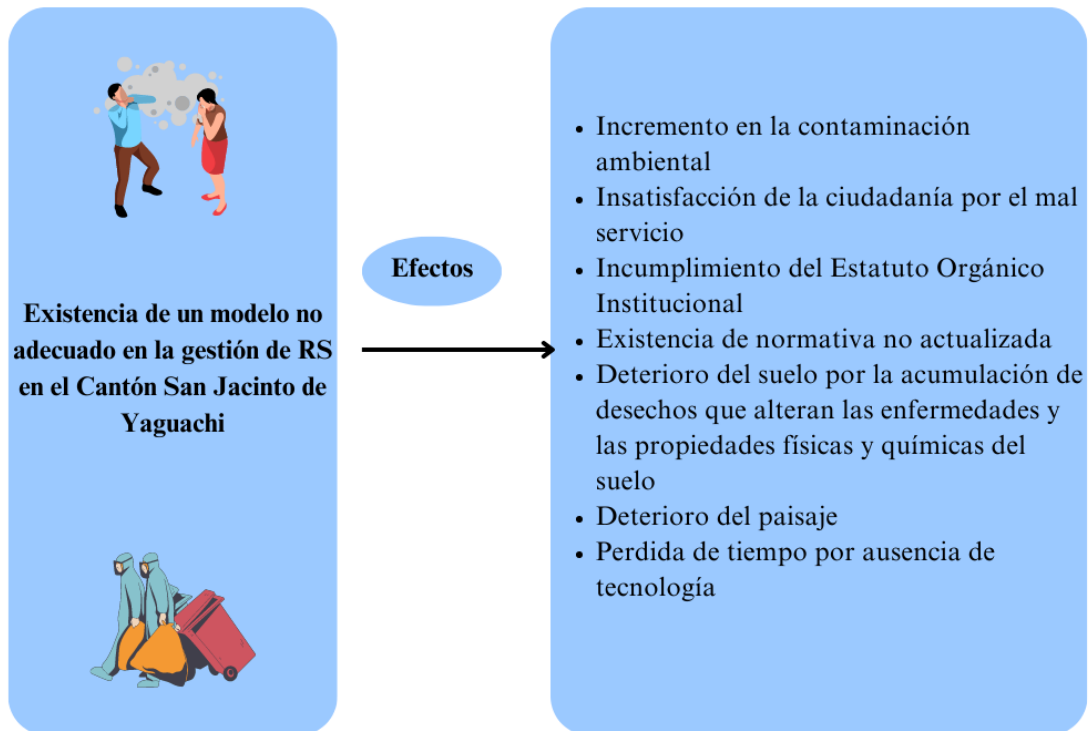 Existencia de un modelo no
adecuado en la gestión de RS
en el Cantón San Jacinto de
Yaguachi
Efectos
• Incremento en la contaminación
ambiental
• Insatisfacción de la ciudadanía por el mal
servicio
• Incumplimiento del Estatuto Orgánico
Institucional
• Existencia de normativa no actualizada
• Deterioro del suelo por la acumulación de
desechos que alteran las enfermedades y
las propiedades físicas y químicas del
suelo
• Deterioro del paisaje
• Perdida de tiempo por ausencia de
tecnología